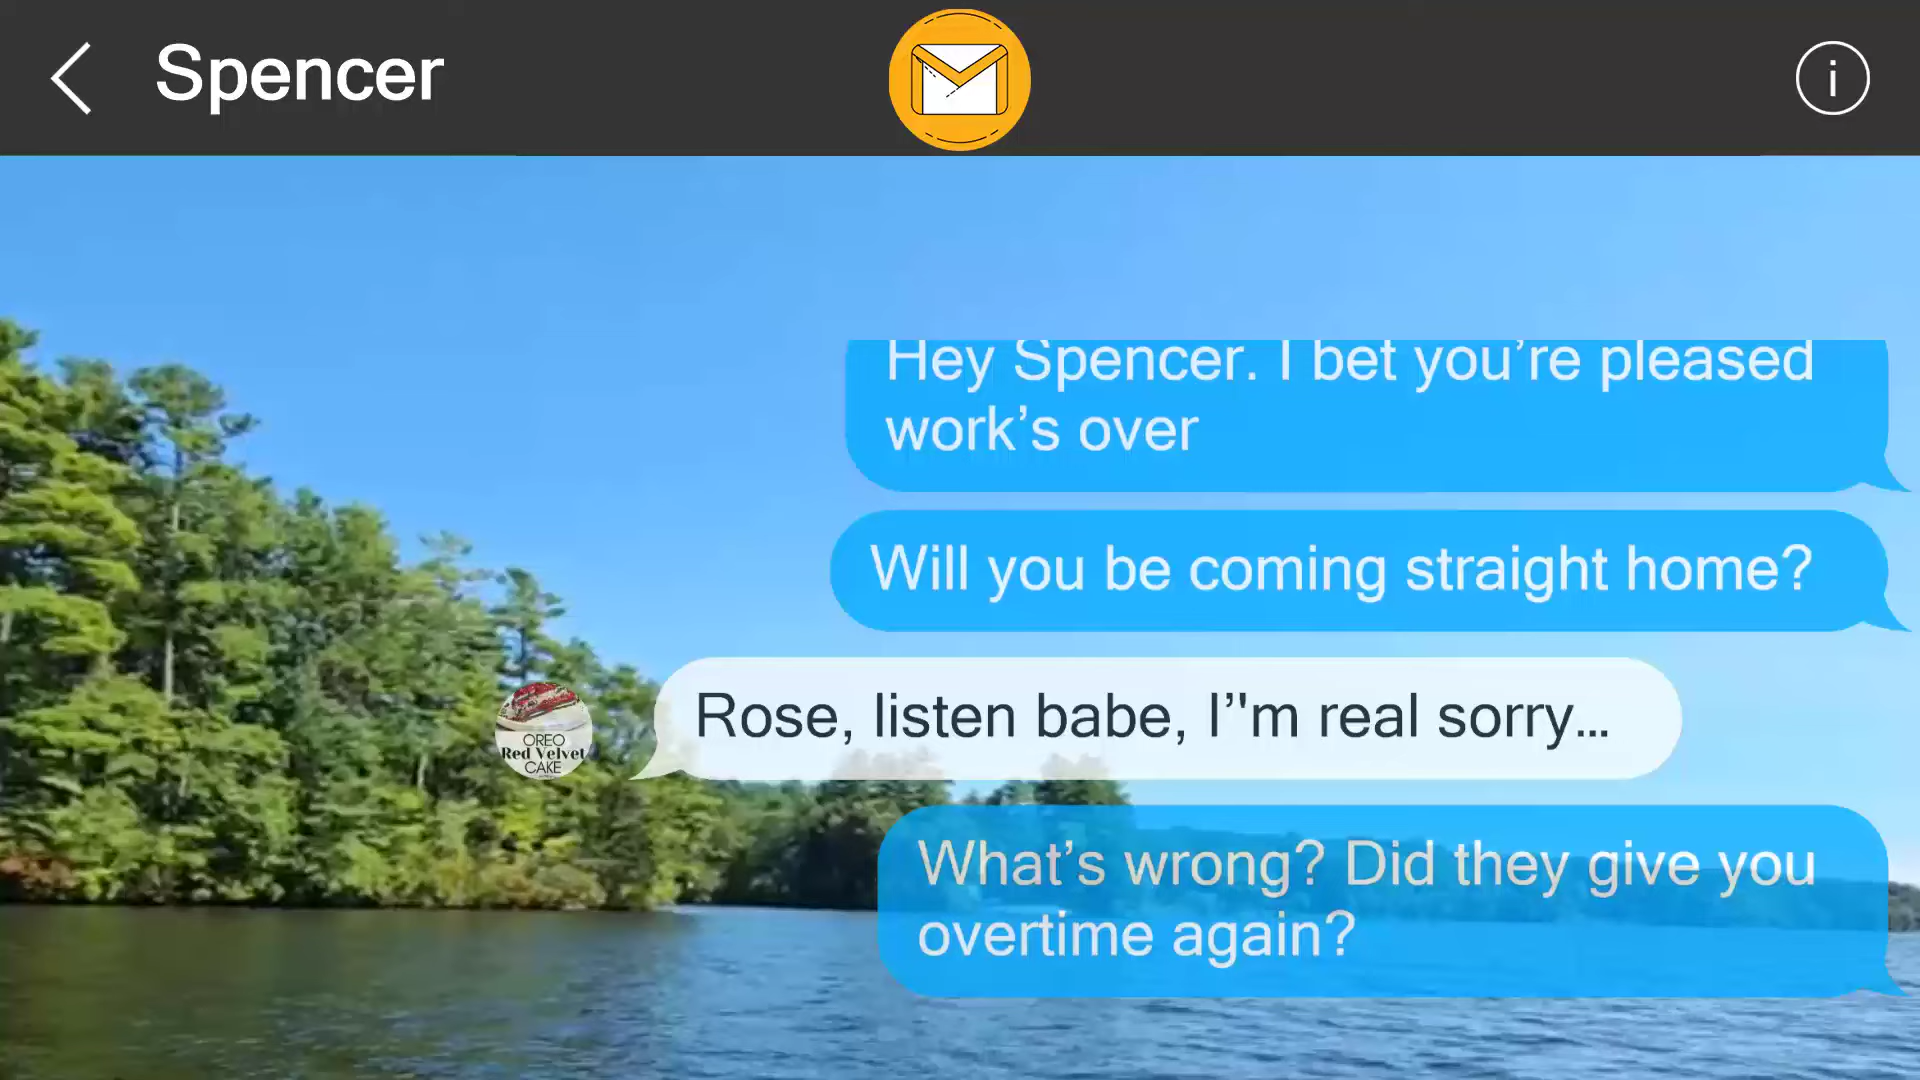 Spencer
i
Hey Spencer. I bet you’re pleased
work’s over
Will you be coming straight home?
OREO
Red Velvet
CAKE
Rose, listen babe, I’'m real sorry...
What’s wrong? Did they give you
overtime again?